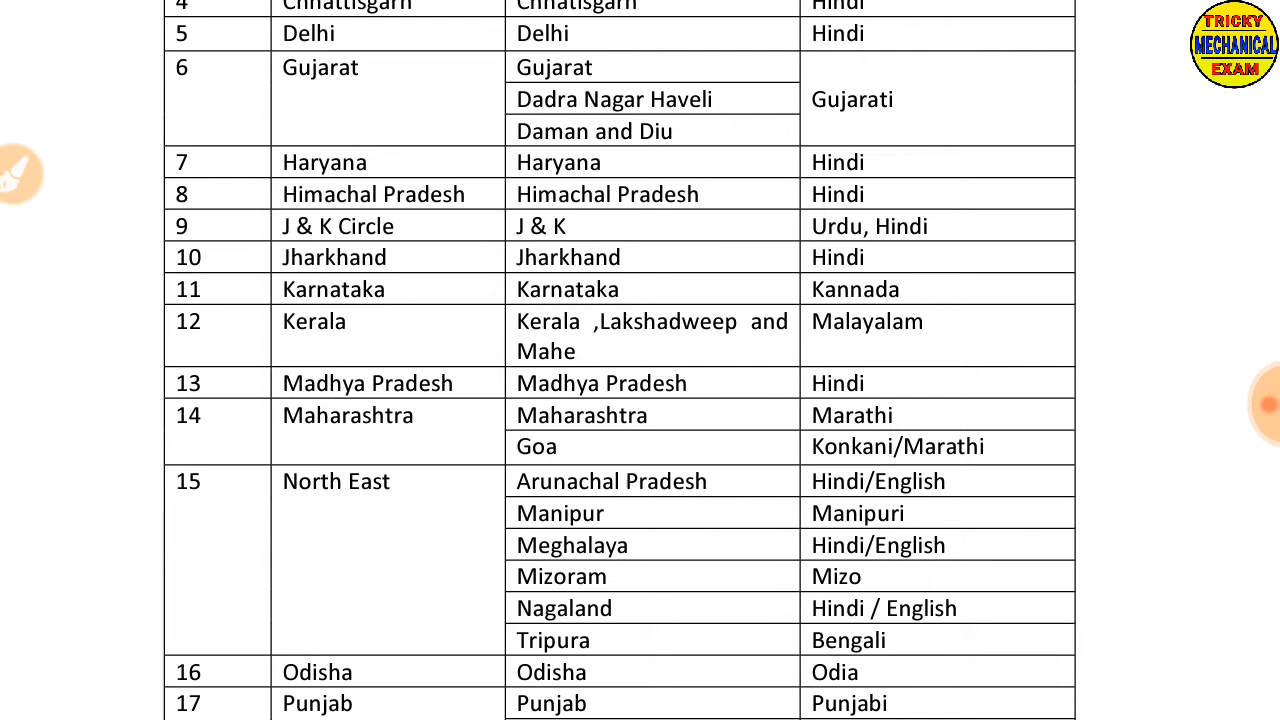 4 Chhattisgarh Chhatisgarh Hindi
5 Delhi Delhi Hindi
6 Gujarat Gujarat
Dadra Nagar Haveli Gujarati
Daman and Diu
7 Haryana Haryana Hindi
8 Himachal Pradesh Himachal Pradesh Hindi
9 J & K Circle J & K Urdu, Hindi
10 Jharkhand Jharkhand Hindi
11 Karnataka Karnataka Kannada
12 Kerala Kerala ,Lakshadweep and Malayalam
Mahe
13 Madhya Pradesh Madhya Pradesh Hindi
14 Maharashtra Maharashtra Marathi
Goa Konkani/Marathi
15 North East Arunachal Pradesh Hindi/English
Manipur Manipuri
Meghalaya Hindi/English
Mizoram Mizo
Nagaland Hindi / English
Tripura Bengali
16 Odisha Odisha Odia
17 Punjab Punjab Punjabi
TRICKY
MECHANICAL
EXAM